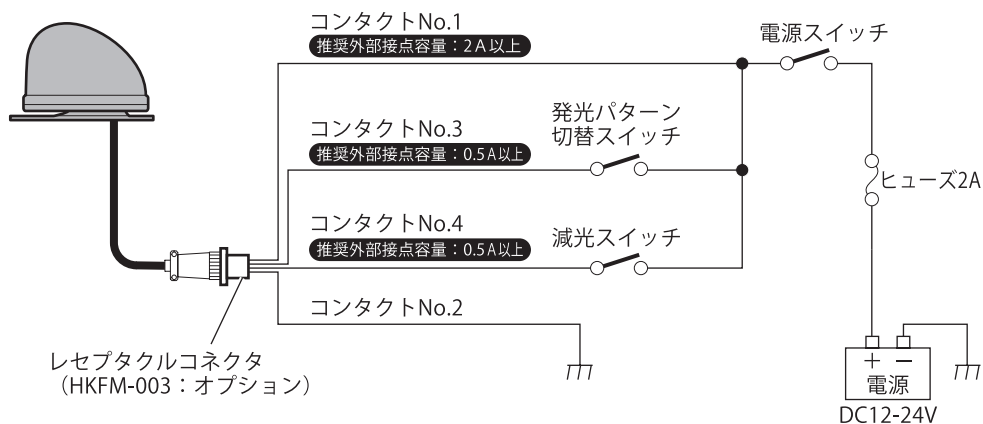 コンタクトNo.1
推奨外部接点容量：2A以上
電源スイッチ
コンタクトNo.3
推奨外部接点容量：0.5A以上
発光パターン
切替スイッチ
ヒューズ2A
コンタクトNo.4
推奨外部接点容量：0.5A以上
減光スイッチ
コンタクトNo.2
レセプタクルコネクタ
（HKFM-003：オプション）
＋ －
電源
DC12-24V